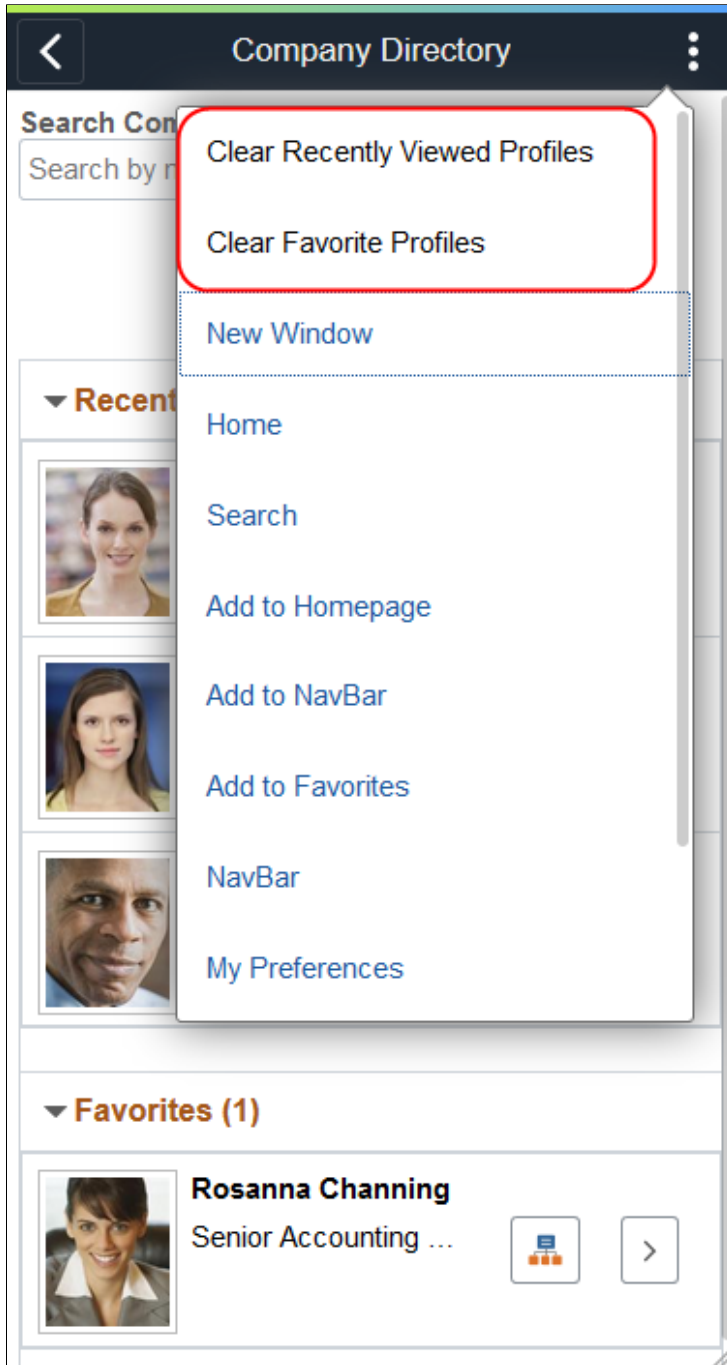 Company Directory
Search Con
Search by n
Clear Recently Viewed Profiles
Clear Favorite Profiles
New Window
Home
Search
Add to Homepage
Add to NavBar
Add to Favorites
NavBar
My Preferences
Recent
Favorites (1)
Rosanna Channing
Senior Accounting ...